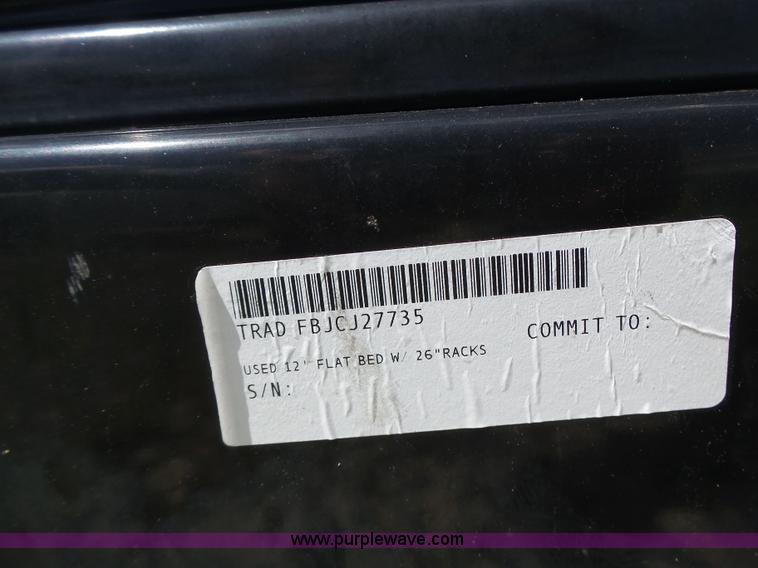 TRAD FBJCJ27735
COMMIT TO:
USED 12' FLAT BED W/ 26"RACKS
S/N:
www.purplewave.com